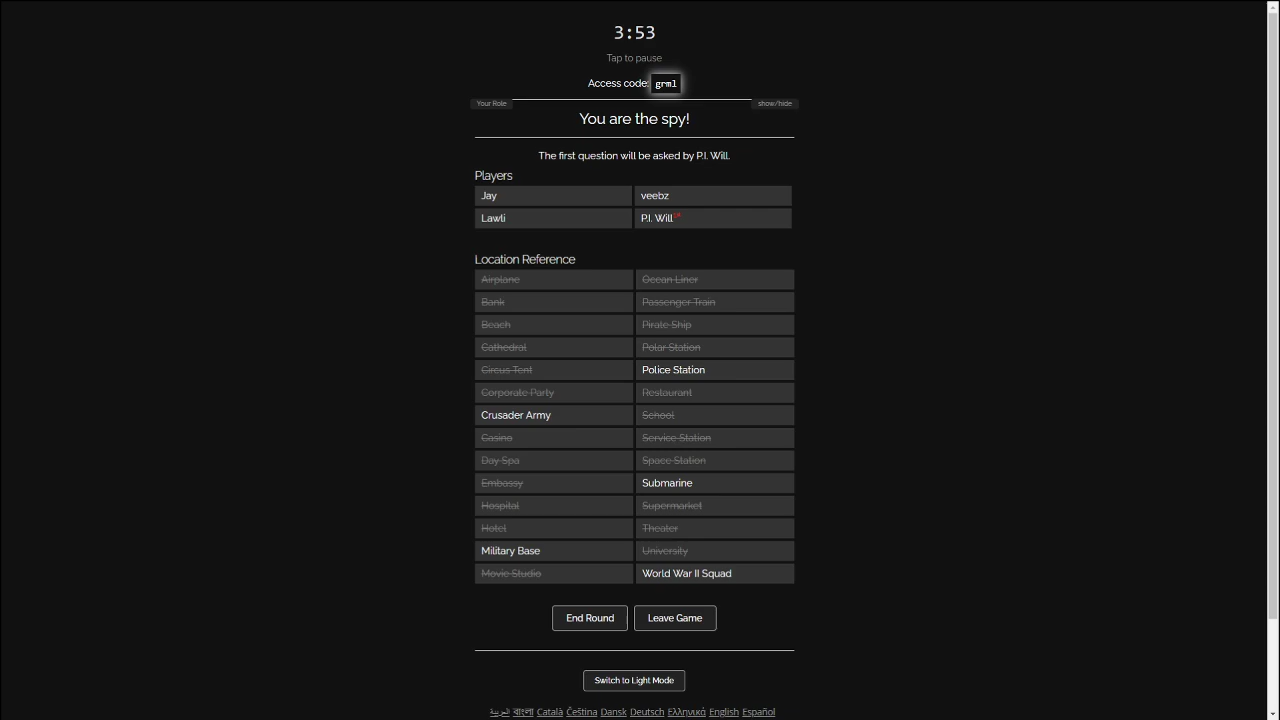 3:53
Tap to pause
Access code: grml
Your Role show/hide
You are the spy!
The first question will be asked by P.I. Will.
Players
Jay veebz
Lawli P.I. Will
Location Reference
Airplane Ocean Liner
Bank Passenger Train
Beach Pirate Ship
Cathedral Polar Station
Circus Tent Police Station
Corporate Party Restaurant
Crusader Army School
Casino Service Station
Day Spa Space Station
Embassy Submarine
Hospital Supermarket
Hotel Theater
Military Base University
Movie Studio World War II Squad
End Round Leave Game
Switch to Light Mode
العربية বাংলা Català Čeština Dansk Deutsch Ελληνικά English Español